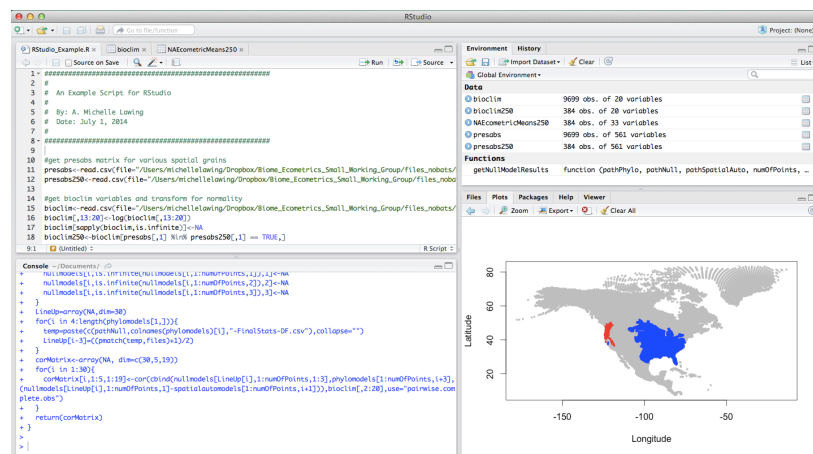 RStudio
Go to file/function
Project: (None)
RStudio_Example.R × bioclim × NAEcometricMeans250 ×
Source on Save Run Source
1 ########################################################
2 #
3 # An Example Script for RStudio
4 #
5 # By: A. Michelle Lawing
6 # Date: July 1, 2014
7 #
8 ########################################################
9
10 #get presabs matrix for various spatial grains
11 presabs<-read.csv(file="/Users/michellelawing/Dropbox/Biome_Ecometrics_Small_Working_Group/files_nobats/
12 presabs250<-read.csv(file="/Users/michellelawing/Dropbox/Biome_Ecometrics_Small_Working_Group/files_noba
13
14 #get bioclim variables and transform for normality
15 bioclim<-read.csv(file="/Users/michellelawing/Dropbox/Biome_Ecometrics_Small_Working_Group/files_nobats/
16 bioclim[,13:20]<-log(bioclim[,13:20])
17 bioclim[sapply(bioclim,is.infinite)]<-NA
18 bioclim250<-bioclim[presabs[,1] %in% presabs250[,1] == TRUE,]
9:1 (Untitled) R Script
Console ~/Documents/
+ nullmodels[i,is.infinite(nullmodels[i,1:numOfPoints,1]),1]<-NA
+ nullmodels[i,is.infinite(nullmodels[i,1:numOfPoints,2]),2]<-NA
+ nullmodels[i,is.infinite(nullmodels[i,1:numOfPoints,3]),3]<-NA
+ }
+ LineUp=array(NA,dim=30)
+ for(i in 4:length(phylomodels[1,])){
+ temp=paste(c(pathNull,colnames(phylomodels)[i],"-FinalStats-DF.csv"),collapse="")
+ LineUp[i-3]=((pmatch(temp,files)+1)/2)
+ }
+ corMatrix<-array(NA, dim=c(30,5,19))
+ for(i in 1:30){
+ corMatrix[i,1:5,1:19]<-cor(cbind(nullmodels[LineUp[i],1:numOfPoints,1:3],phylomodels[1:numOfPoints,i+3],
(nullmodels[LineUp[i],1:numOfPoints,1]-spatialautomodels[1:numOfPoints,i+1])),bioclim[,2:20],use="pairwise.com
plete.obs")
+ }
+ return(corMatrix)
+ }
>
>
Environment History
Import Dataset Clear List
Global Environment
Data
bioclim 9699 obs. of 20 variables
bioclim250 384 obs. of 20 variables
NAEcometricMeans250 384 obs. of 33 variables
presabs 9699 obs. of 561 variables
presabs250 384 obs. of 561 variables
Functions
getNullModelResults function (pathPhylo, pathNull, pathSpatialAuto, numOfPoints, …
Files Plots Packages Help Viewer
Zoom Export Clear All
80
60
40
20
Latitude
-150 -100 -50
Longitude